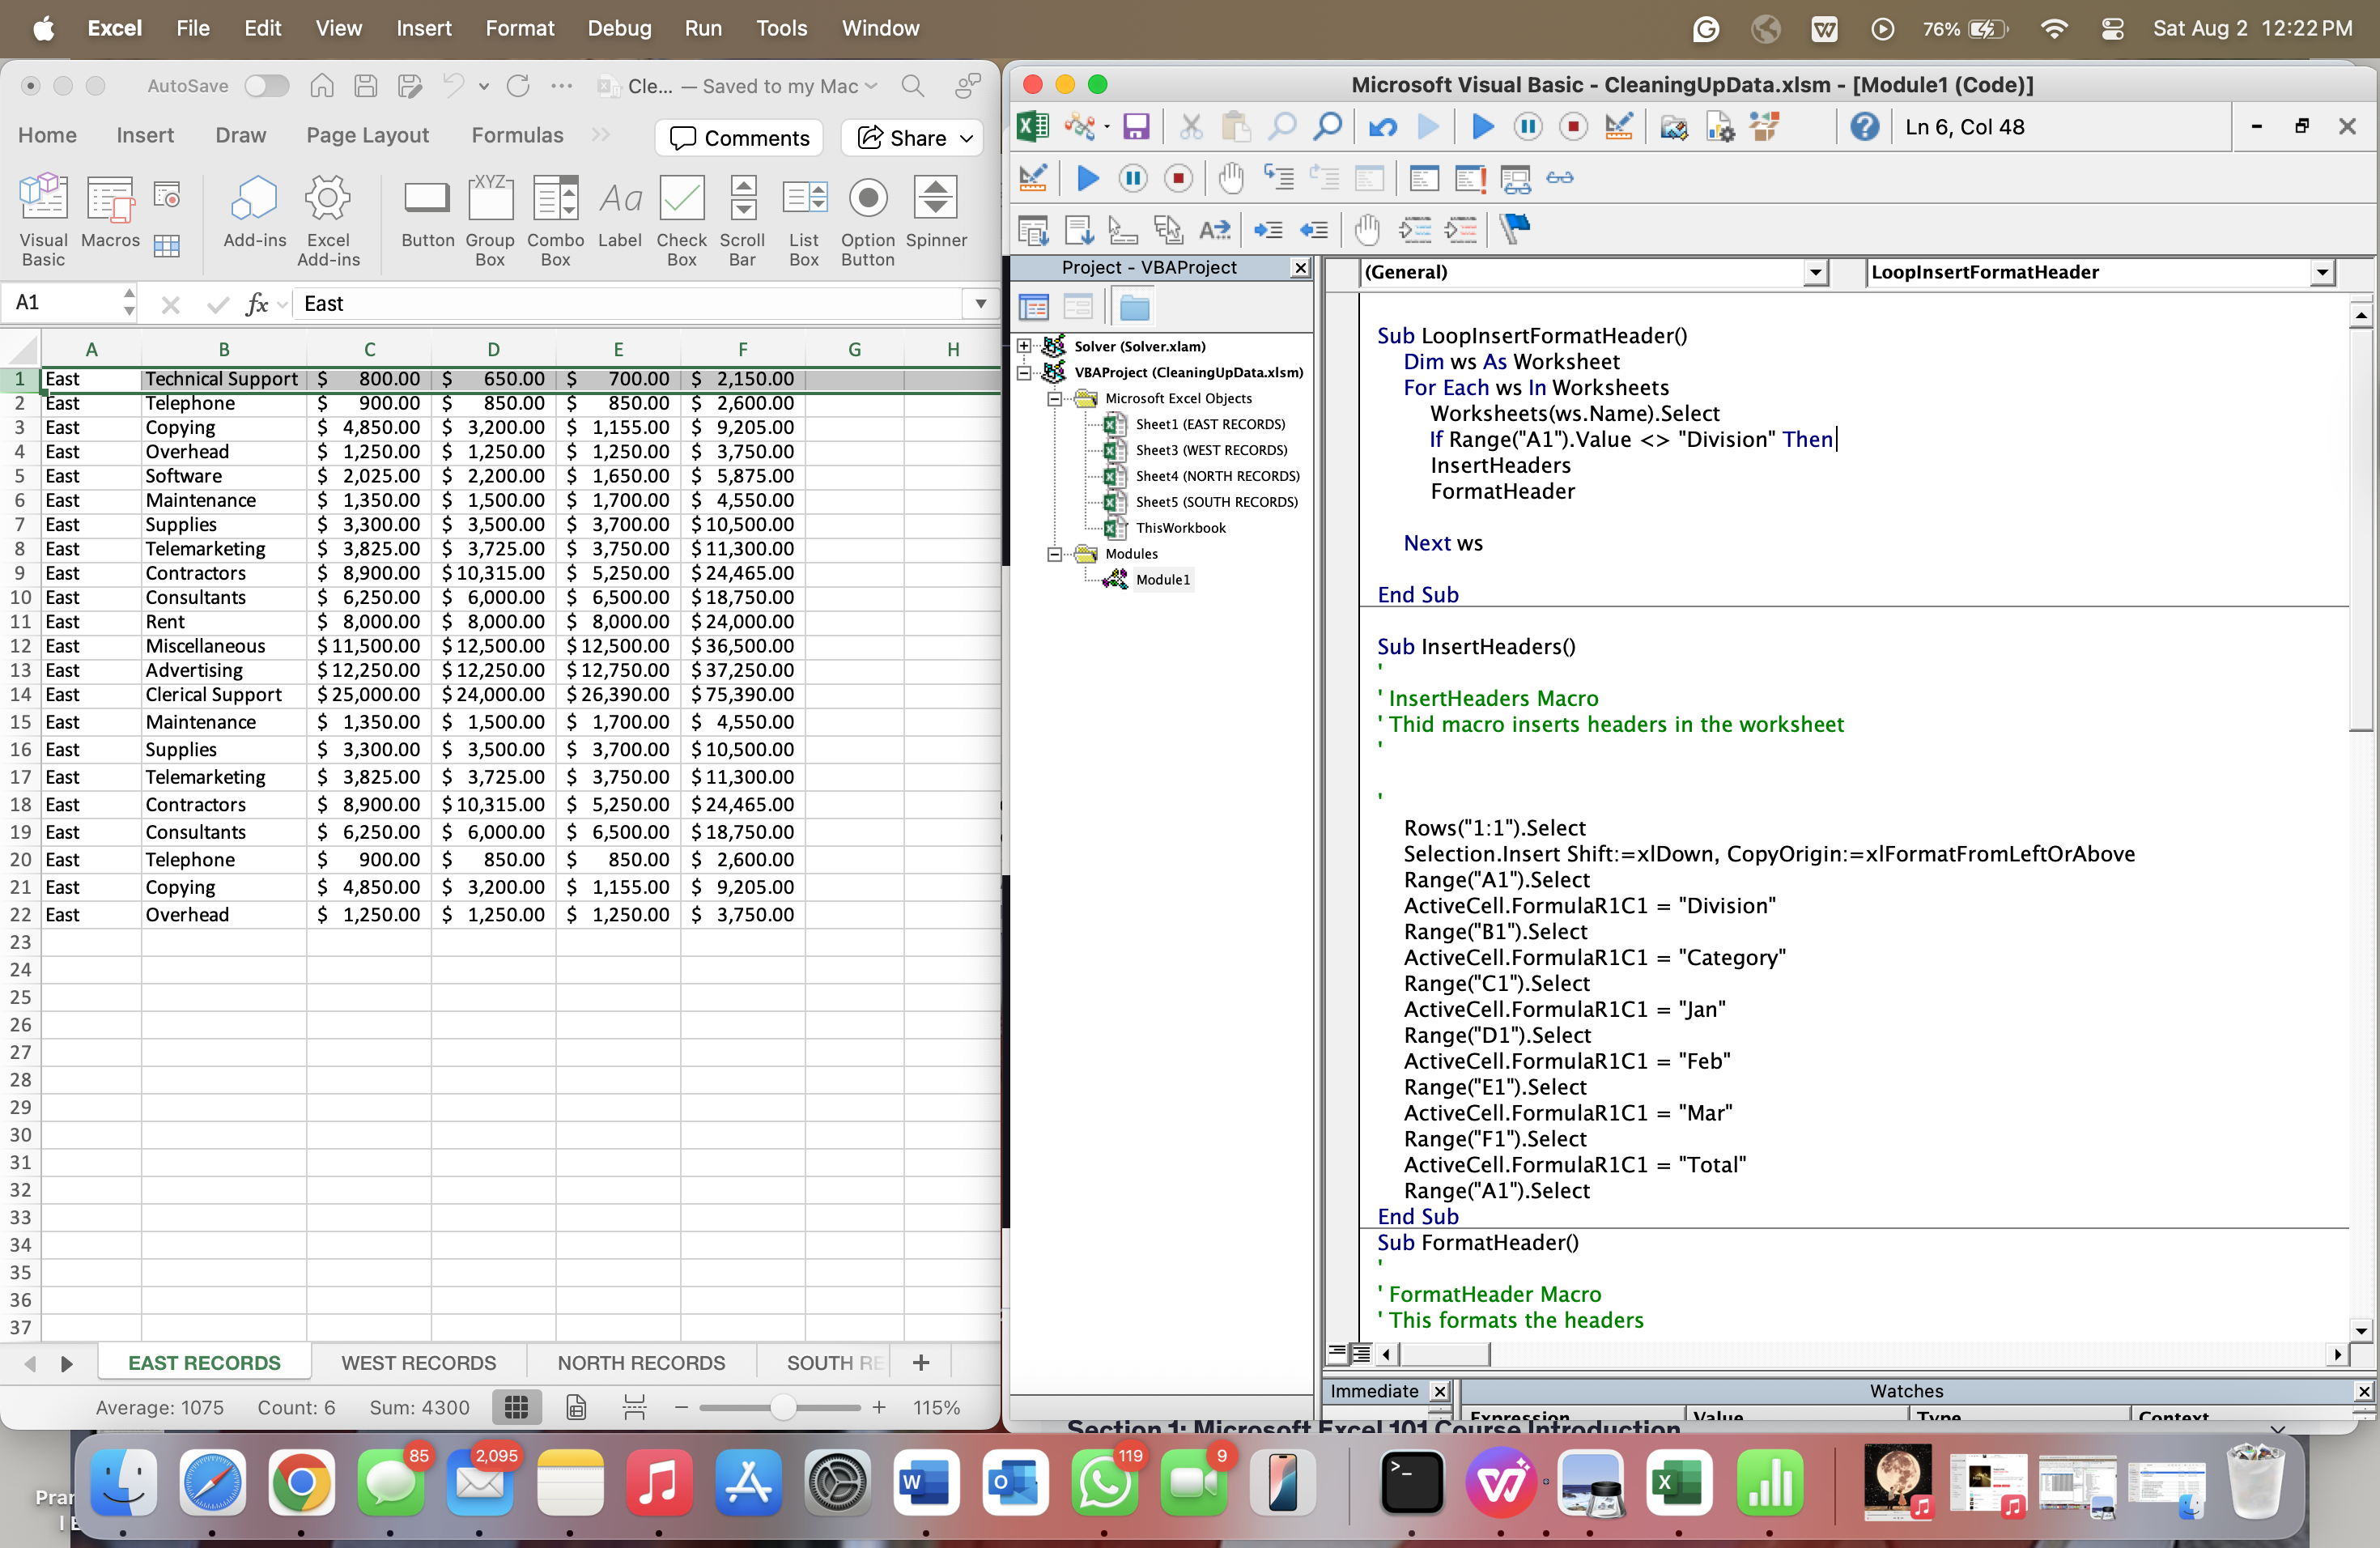 Excel File Edit View Insert Format Debug Run Tools Window 76% Sat Aug 2 12:22 PM
AutoSave Cle... — Saved to my Mac
Home Insert Draw Page Layout Formulas Comments Share
Visual Basic Macros Add-ins Excel Add-ins Button Group Box Combo Box Label Check Box Scroll Bar List Box Option Button Spinner
XYZ Aa
A1 fx East
A B C D E F G H
1 East Technical Support $ 800.00 $ 650.00 $ 700.00 $ 2,150.00
2 East Telephone $ 900.00 $ 850.00 $ 850.00 $ 2,600.00
3 East Copying $ 4,850.00 $ 3,200.00 $ 1,155.00 $ 9,205.00
4 East Overhead $ 1,250.00 $ 1,250.00 $ 1,250.00 $ 3,750.00
5 East Software $ 2,025.00 $ 2,200.00 $ 1,650.00 $ 5,875.00
6 East Maintenance $ 1,350.00 $ 1,500.00 $ 1,700.00 $ 4,550.00
7 East Supplies $ 3,300.00 $ 3,500.00 $ 3,700.00 $10,500.00
8 East Telemarketing $ 3,825.00 $ 3,725.00 $ 3,750.00 $11,300.00
9 East Contractors $ 8,900.00 $10,315.00 $ 5,250.00 $24,465.00
10 East Consultants $ 6,250.00 $ 6,000.00 $ 6,500.00 $18,750.00
11 East Rent $ 8,000.00 $ 8,000.00 $ 8,000.00 $24,000.00
12 East Miscellaneous $11,500.00 $12,500.00 $12,500.00 $36,500.00
13 East Advertising $12,250.00 $12,250.00 $12,750.00 $37,250.00
14 East Clerical Support $25,000.00 $24,000.00 $26,390.00 $75,390.00
15 East Maintenance $ 1,350.00 $ 1,500.00 $ 1,700.00 $ 4,550.00
16 East Supplies $ 3,300.00 $ 3,500.00 $ 3,700.00 $10,500.00
17 East Telemarketing $ 3,825.00 $ 3,725.00 $ 3,750.00 $11,300.00
18 East Contractors $ 8,900.00 $10,315.00 $ 5,250.00 $24,465.00
19 East Consultants $ 6,250.00 $ 6,000.00 $ 6,500.00 $18,750.00
20 East Telephone $ 900.00 $ 850.00 $ 850.00 $ 2,600.00
21 East Copying $ 4,850.00 $ 3,200.00 $ 1,155.00 $ 9,205.00
22 East Overhead $ 1,250.00 $ 1,250.00 $ 1,250.00 $ 3,750.00
23
24
25
26
27
28
29
30
31
32
33
34
35
36
37
EAST RECORDS WEST RECORDS NORTH RECORDS SOUTH RE +
Average: 1075 Count: 6 Sum: 4300 − + 115%
Microsoft Visual Basic - CleaningUpData.xlsm - [Module1 (Code)]
Ln 6, Col 48
Project - VBAProject
Solver (Solver.xlam)
VBAProject (CleaningUpData.xlsm)
Microsoft Excel Objects
Sheet1 (EAST RECORDS)
Sheet3 (WEST RECORDS)
Sheet4 (NORTH RECORDS)
Sheet5 (SOUTH RECORDS)
ThisWorkbook
Modules
Module1
(General) LoopInsertFormatHeader
Sub LoopInsertFormatHeader()
Dim ws As Worksheet
For Each ws In Worksheets
Worksheets(ws.Name).Select
If Range("A1").Value <> "Division" Then
InsertHeaders
FormatHeader
Next ws
End Sub
Sub InsertHeaders()
'
' InsertHeaders Macro
' Thid macro inserts headers in the worksheet
'
'
Rows("1:1").Select
Selection.Insert Shift:=xlDown, CopyOrigin:=xlFormatFromLeftOrAbove
Range("A1").Select
ActiveCell.FormulaR1C1 = "Division"
Range("B1").Select
ActiveCell.FormulaR1C1 = "Category"
Range("C1").Select
ActiveCell.FormulaR1C1 = "Jan"
Range("D1").Select
ActiveCell.FormulaR1C1 = "Feb"
Range("E1").Select
ActiveCell.FormulaR1C1 = "Mar"
Range("F1").Select
ActiveCell.FormulaR1C1 = "Total"
Range("A1").Select
End Sub
Sub FormatHeader()
'
' FormatHeader Macro
' This formats the headers
Immediate Watches
Expression Value Type Context
Section 1: Microsoft Excel 101 Course Introduction
85 2,095 119 9
Prar